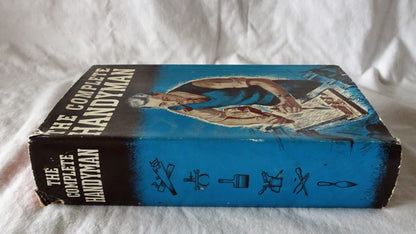 THE COMPLETE
HANDYMAN
THE
COMPLETE
HANDYMAN